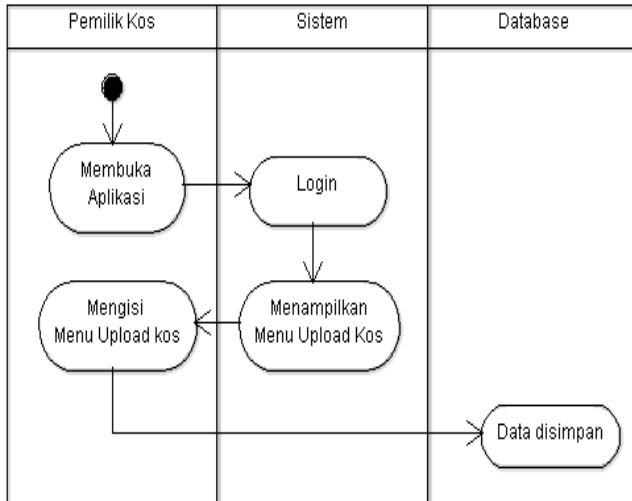 Pemilik Kos
Sistem
Database
Membuka
Aplikasi
Login
Mengisi
Menu Upload kos
Menampilkan
Menu Upload Kos
Data disimpan